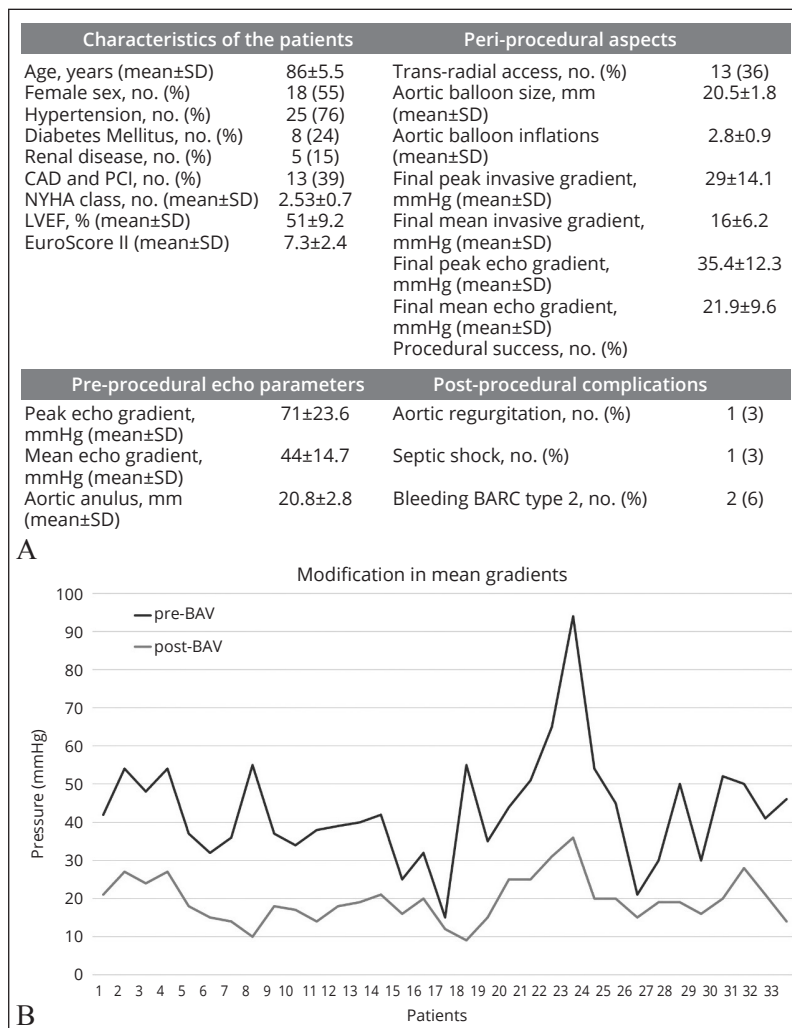 Characteristics of the patients
Age, years (mean±SD) 86±5.5
Female sex, no. (%) 18 (55)
Hypertension, no. (%) 25 (76)
Diabetes Mellitus, no. (%) 8 (24)
Renal disease, no. (%) 5 (15)
CAD and PCI, no. (%) 13 (39)
NYHA class, no. (mean±SD) 2.53±0.7
LVEF, % (mean±SD) 51±9.2
EuroScore II (mean±SD) 7.3±2.4
Peri-procedural aspects
Trans-radial access, no. (%) 13 (36)
Aortic balloon size, mm 20.5±1.8
(mean±SD)
Aortic balloon inflations 2.8±0.9
(mean±SD)
Final peak invasive gradient, 29±14.1
mmHg (mean±SD)
Final mean invasive gradient, 16±6.2
mmHg (mean±SD)
Final peak echo gradient, 35.4±12.3
mmHg (mean±SD)
Final mean echo gradient, 21.9±9.6
mmHg (mean±SD)
Procedural success, no. (%)
Pre-procedural echo parameters
Peak echo gradient, 71±23.6
mmHg (mean±SD)
Mean echo gradient, 44±14.7
mmHg (mean±SD)
Aortic anulus, mm 20.8±2.8
(mean±SD)
Post-procedural complications
Aortic regurgitation, no. (%) 1 (3)
Septic shock, no. (%) 1 (3)
Bleeding BARC type 2, no. (%) 2 (6)
A
Modification in mean gradients
pre-BAV
post-BAV
Pressure (mmHg)
100
90
80
70
60
50
40
30
20
10
0
1 2 3 4 5 6 7 8 9 10 11 12 13 14 15 16 17 18 19 20 21 22 23 24 25 26 27 28 29 30 31 32 33
Patients
B